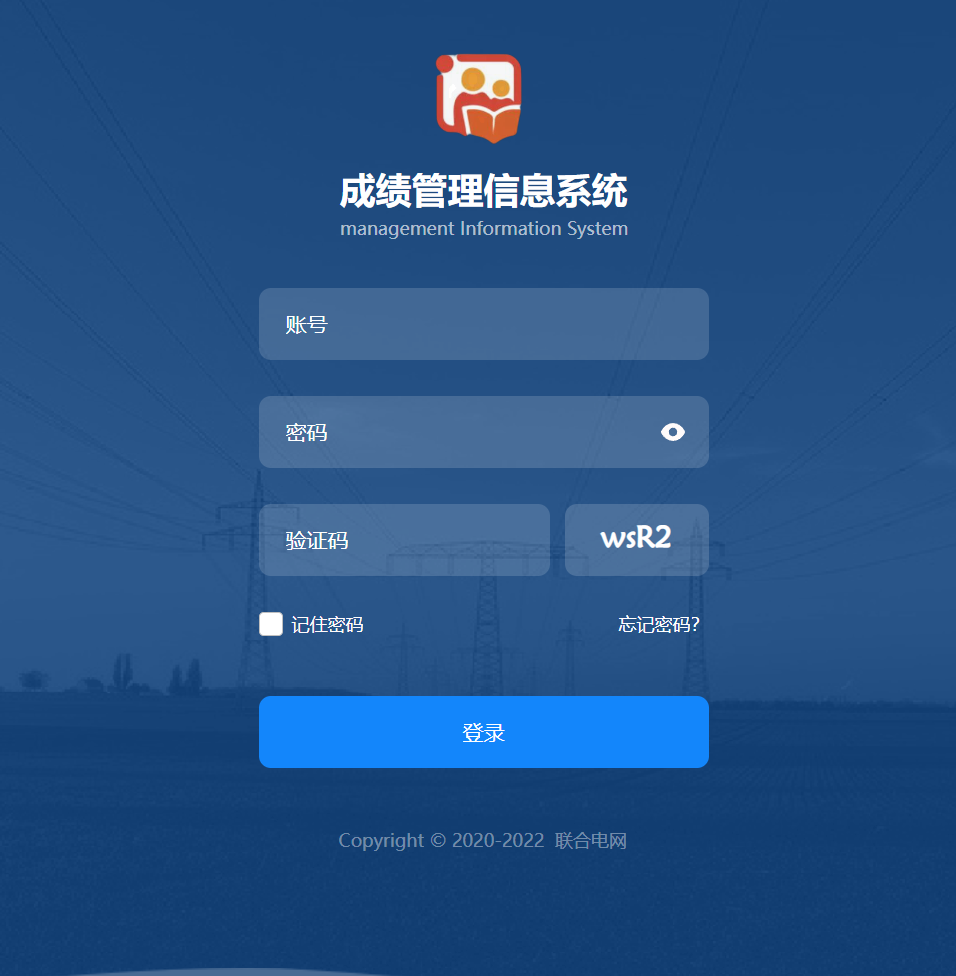 成绩管理信息系统
management Information System
账号
密码
验证码
wsR2
记住密码
忘记密码?
登录
Copyright © 2020-2022 联合电网